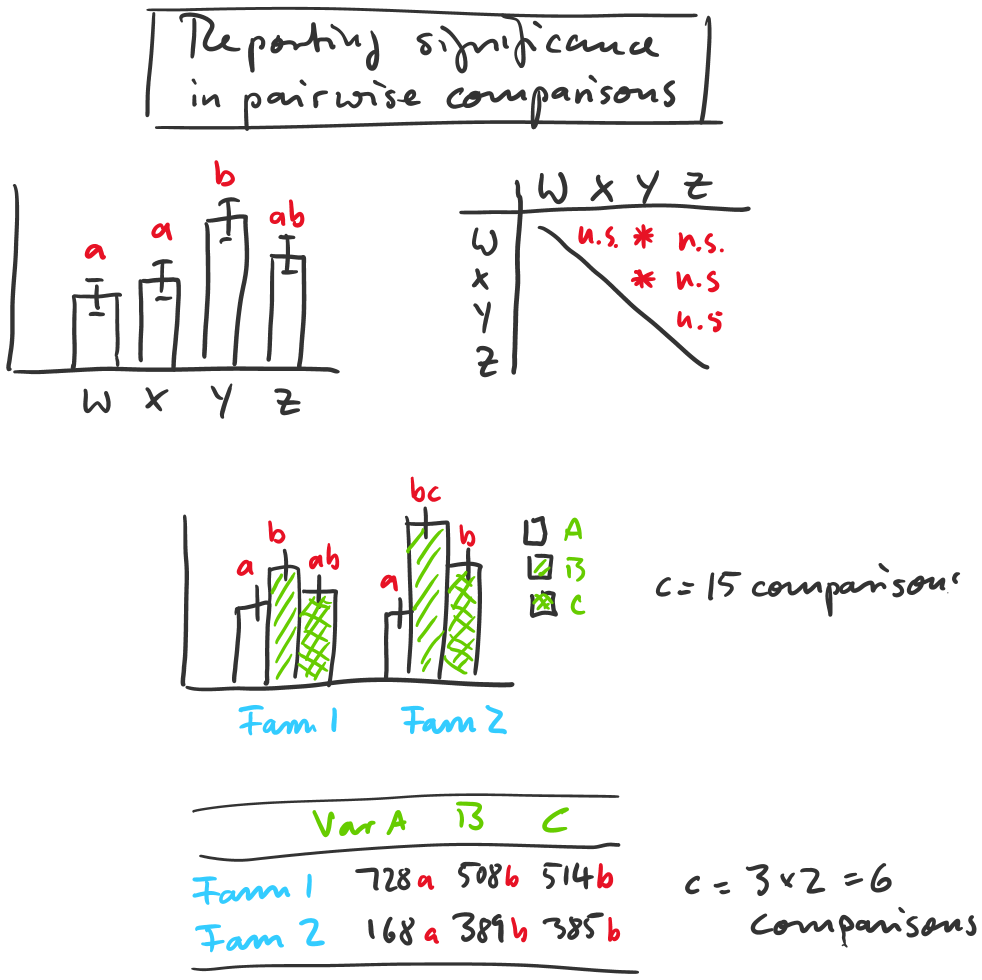 Reporting significance
in pairwise comparisons
b
a a ab
W X Y Z
W X Y Z
W n.s. * n.s.
X * n.s
Y n.s
Z
bc
b b
a ab a
A
B
C
c = 15 comparisons
Fam 1 Fam 2
Var A B C
Fam 1 728 a 508 b 514 b
Fam 2 168 a 389 b 385 b
c = 3 × 2 = 6
comparisons